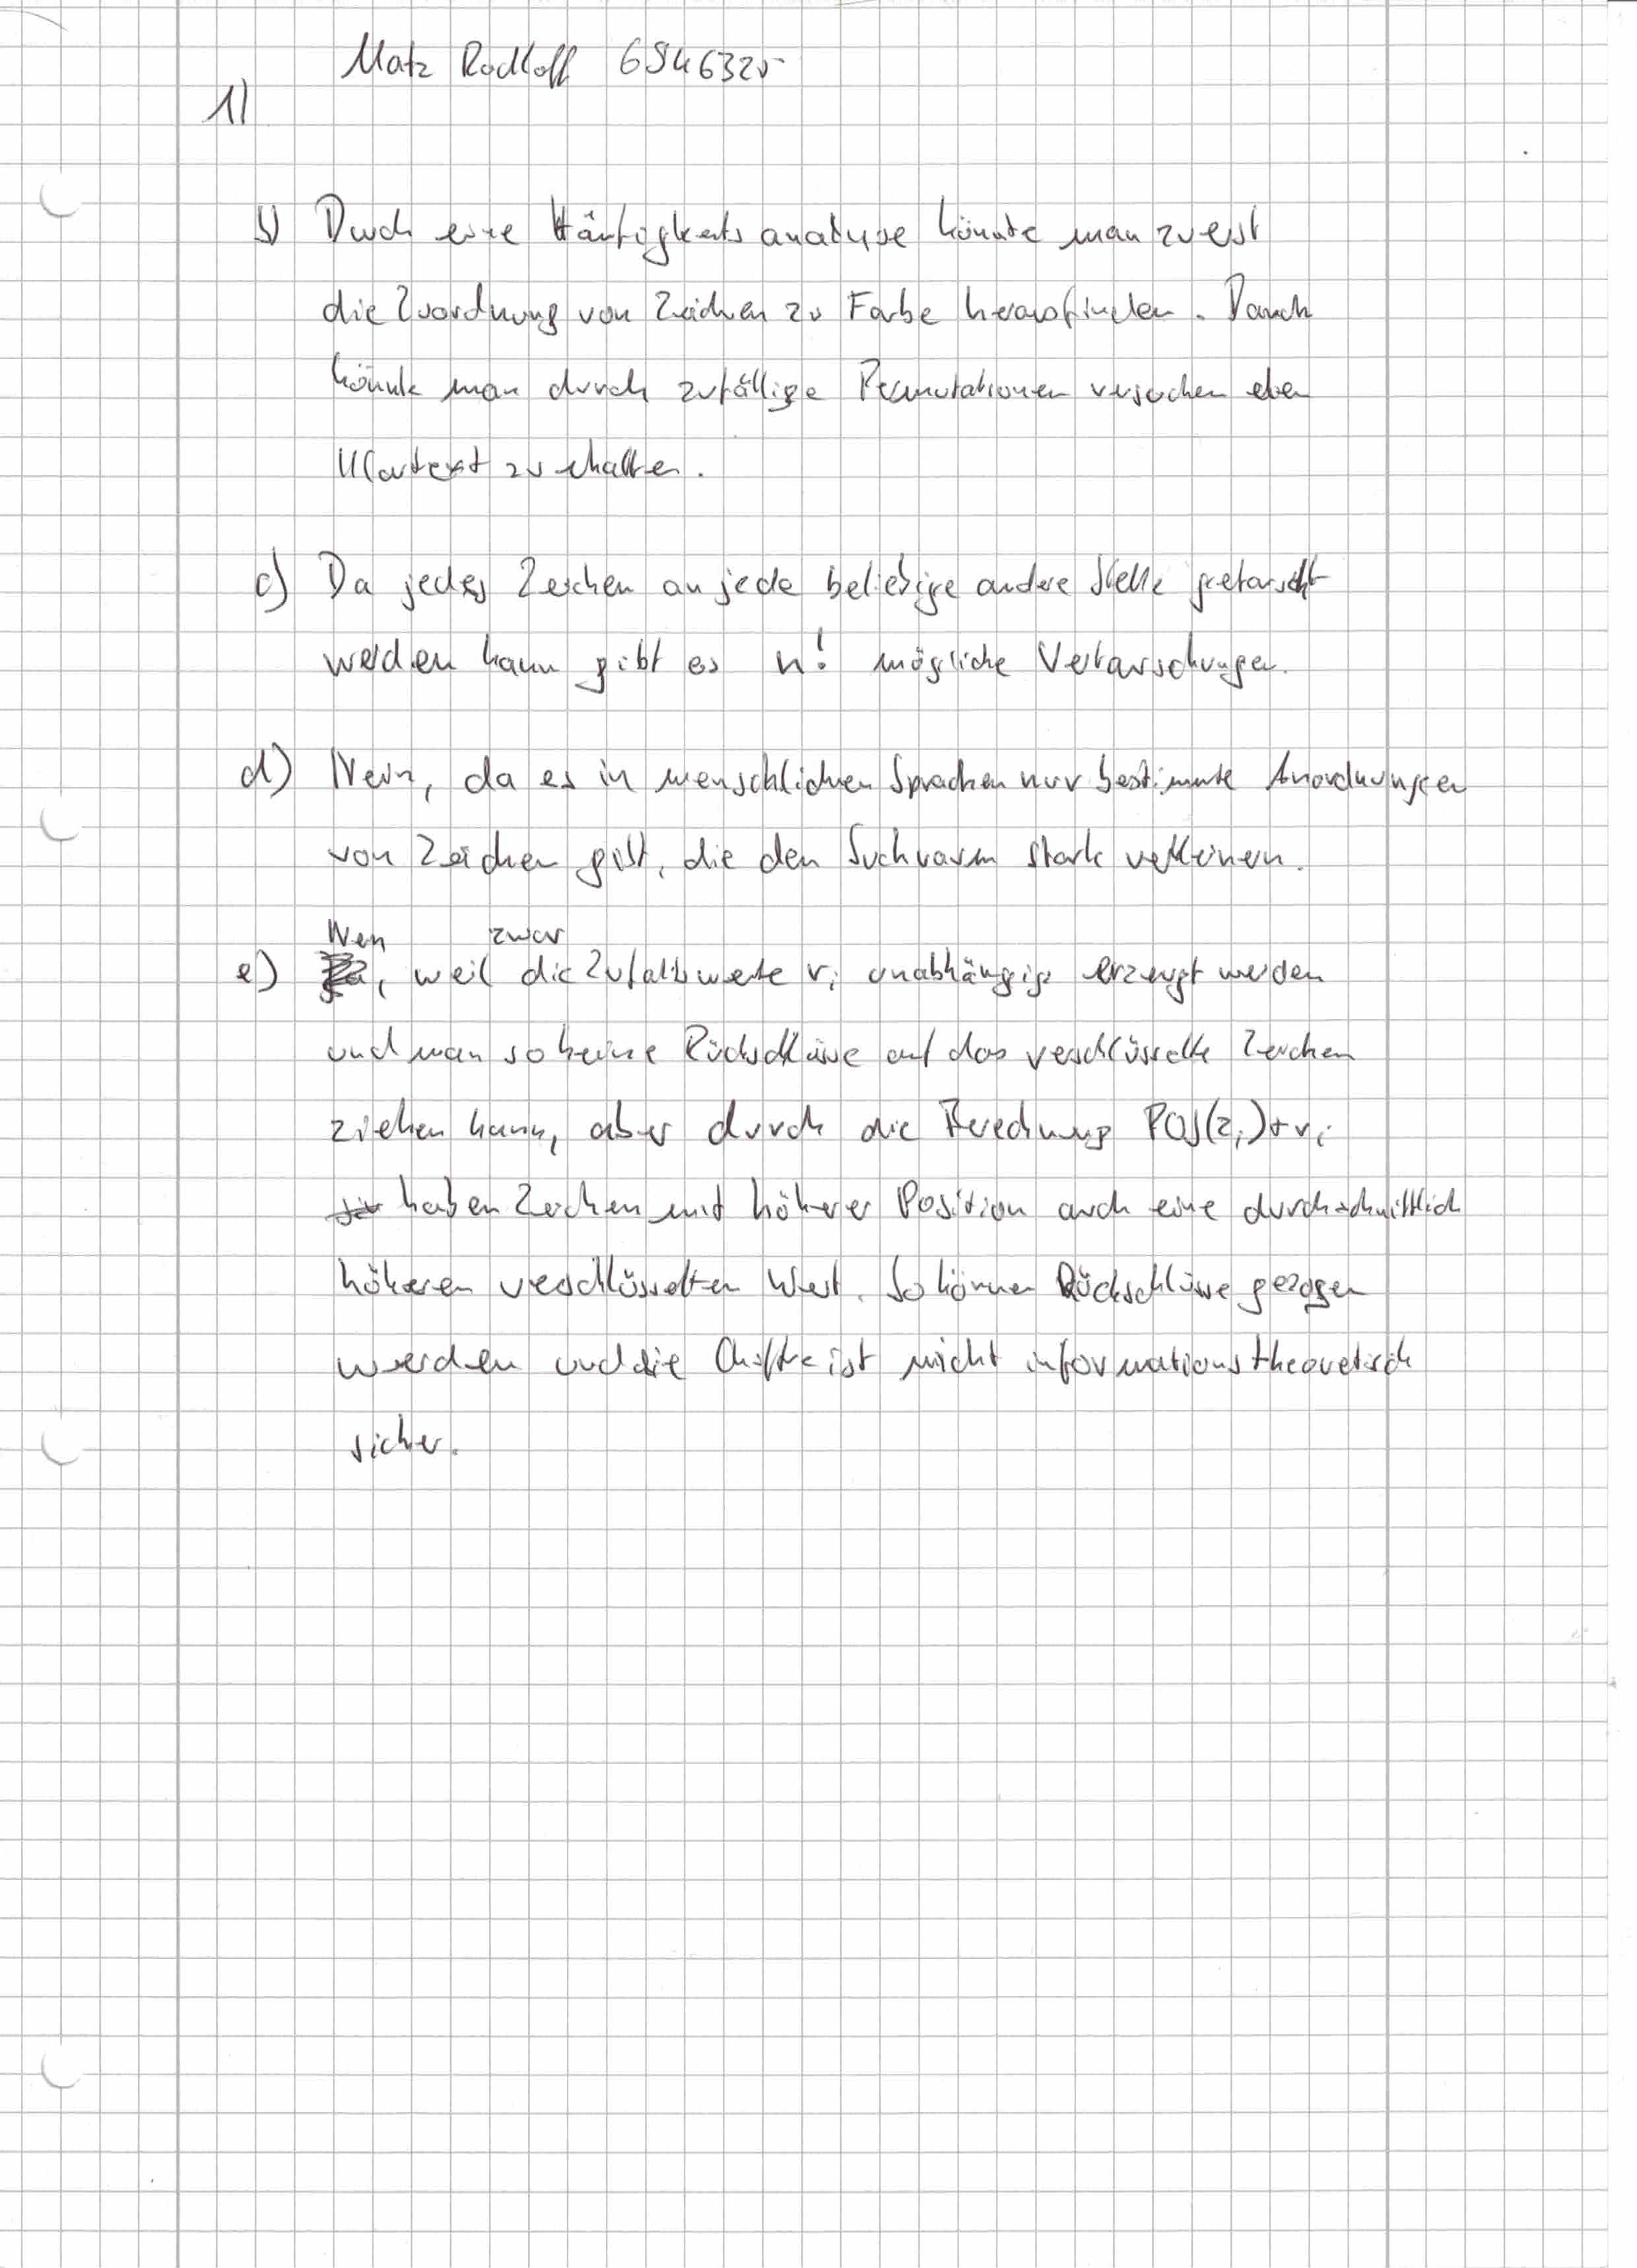 Matz Radloff 6946325
1)
b) Durch eine Häufigkeitsanalyse könnte man zuerst
die Zuordnung von Zeichen zu Farbe herausfinden. Danach
könnte man durch zufällige Permutationen versuchen den
Klartext zu erhalten.
c) Da jedes Zeichen an jede beliebige andere Stelle getauscht
werden kann gibt es n! mögliche Vertauschungen.
d) Nein, da es in menschlichen Sprachen nur bestimmte Anordnungen
von Zeichen gibt, die den Suchraum stark verkleinern.
Nein zwar
e) , weil die Zufallswerte r_i unabhängig erzeugt werden
und man so keine Rückschlüsse auf das verschlüsselte Zeichen
ziehen kann, aber durch die Berechnung POS(z_i)+r_i
haben Zeichen mit höherer Position auch eine durchschnittlich
höheren verschlüsselten Wert. So können Rückschlüsse gezogen
werden und die Chiffre ist nicht informationstheoretisch
sicher.